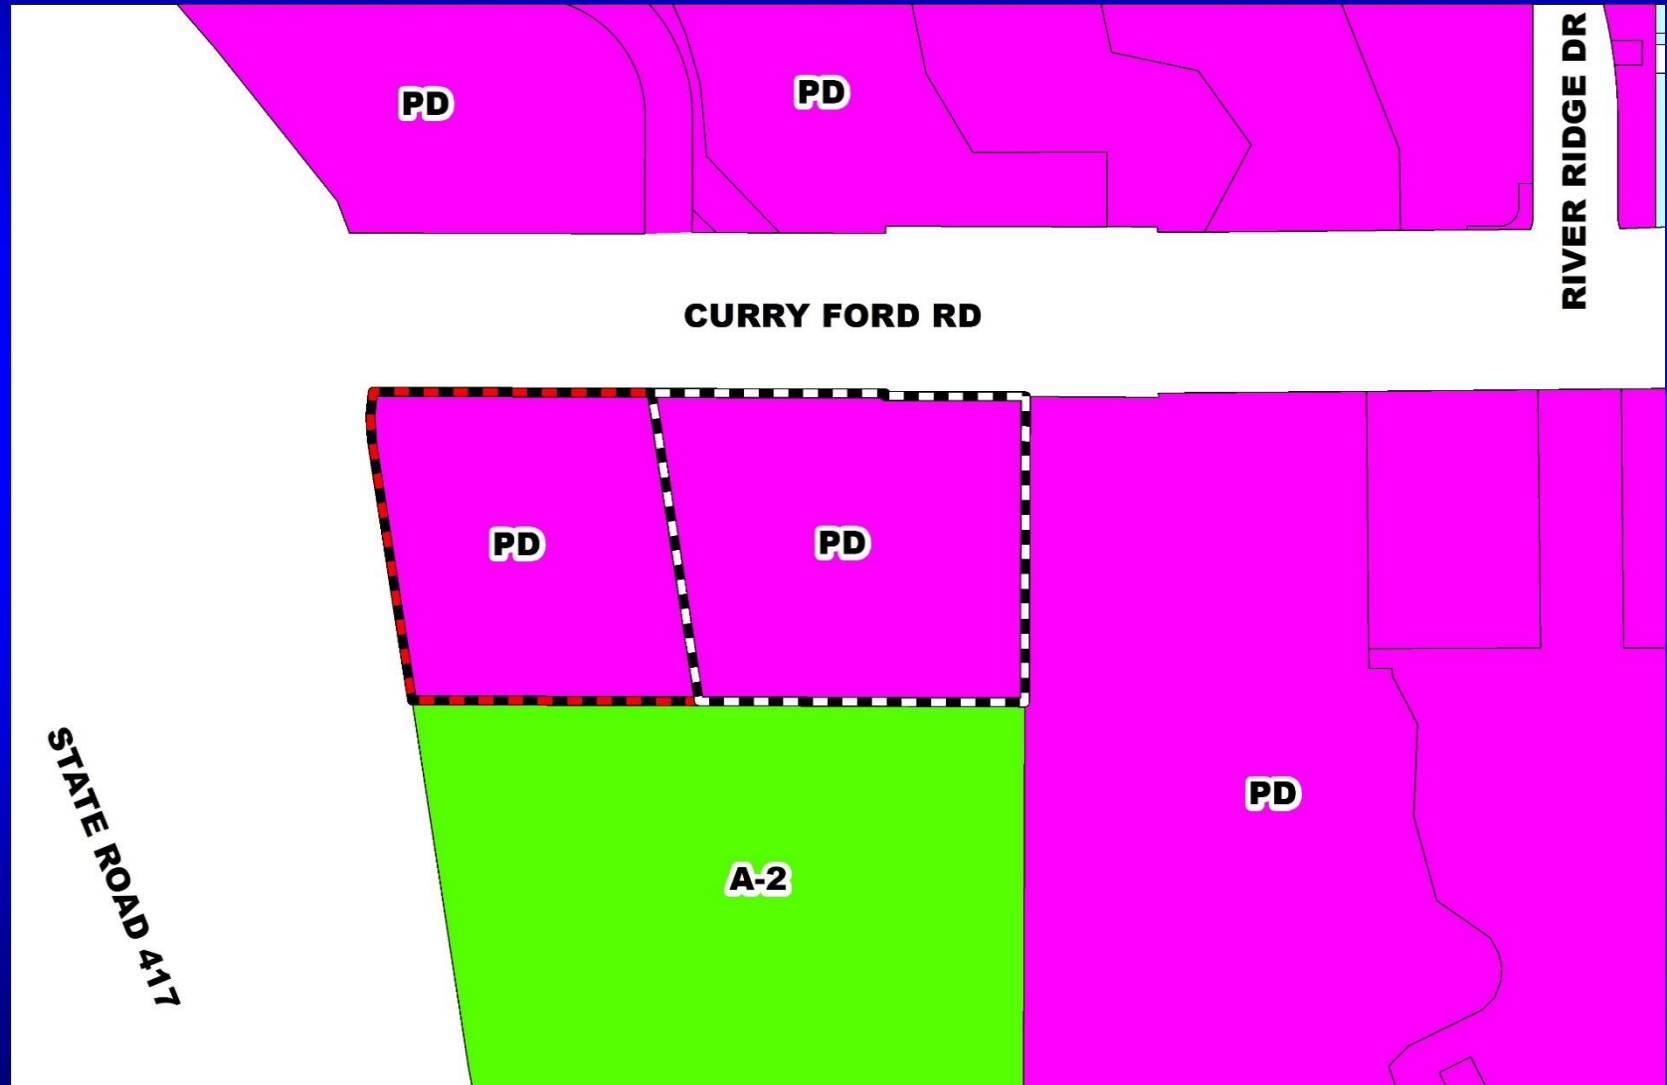 PD
PD
RIVER RIDGE DR
CURRY FORD RD
PD
PD
PD
STATE ROAD 417
A-2